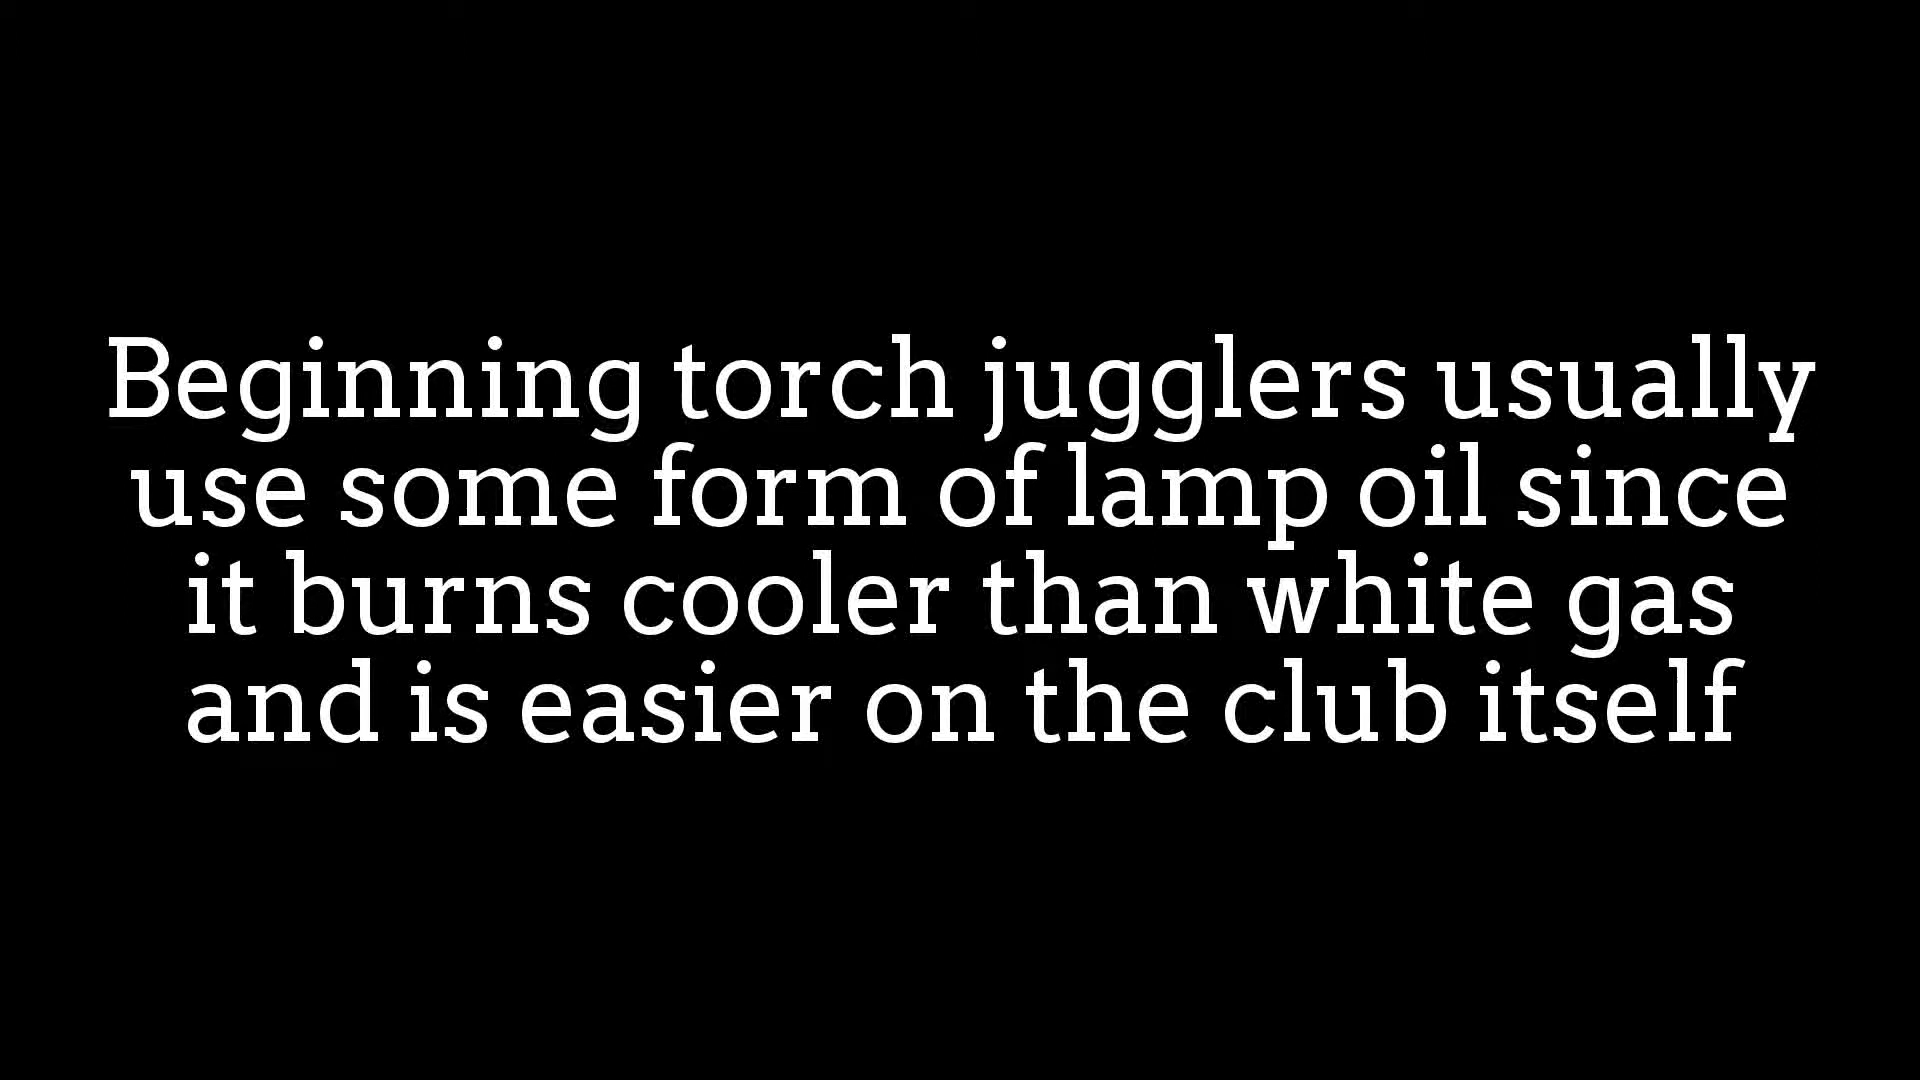 Beginning torch jugglers usually
use some form of lamp oil since
it burns cooler than white gas
and is easier on the club itself